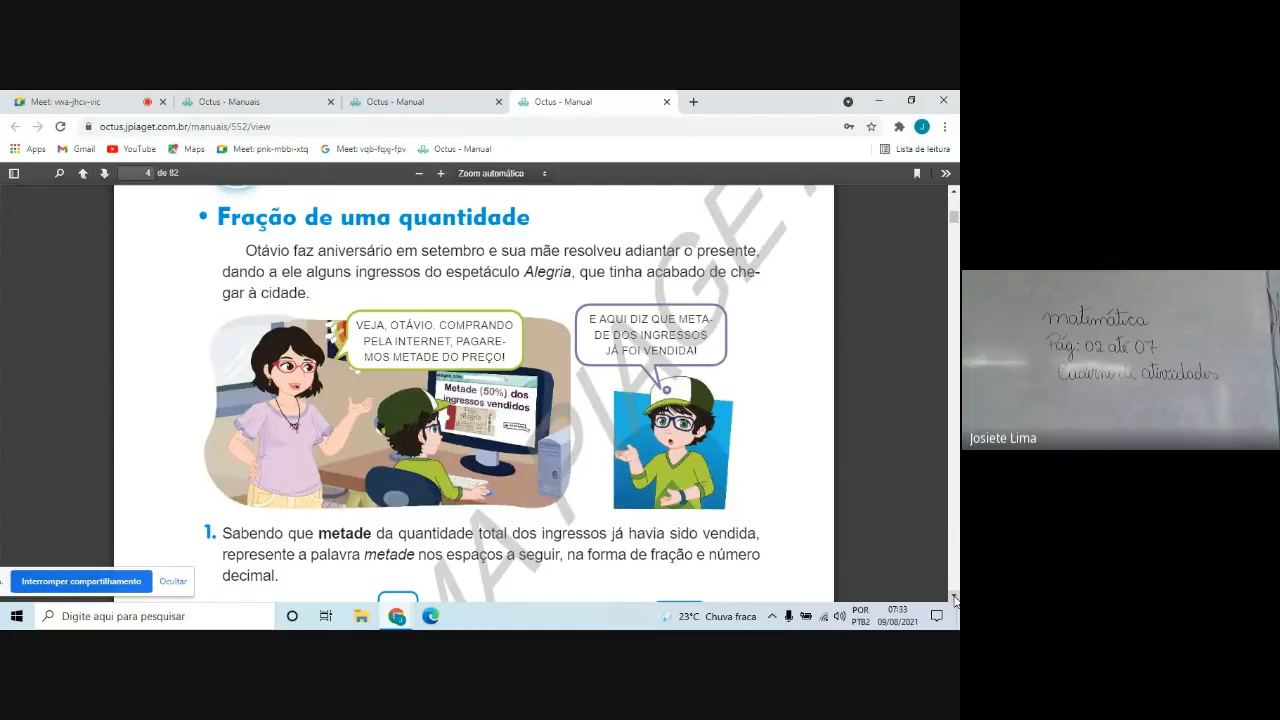 Meet: vwa-jhcv-vic
Octus - Manuais
Octus - Manual
Octus - Manual
octus.jpiaget.com.br/manuais/552/view
Apps
Gmail
YouTube
Maps
Meet: pnk-mbbi-xtq
Meet: vqb-fqxj-fpv
Octus - Manual
Lista de leitura
4 de 82
Zoom automático
• Fração de uma quantidade
Otávio faz aniversário em setembro e sua mãe resolveu adiantar o presente,
dando a ele alguns ingressos do espetáculo Alegria, que tinha acabado de che-
gar à cidade.
VEJA, OTÁVIO. COMPRANDO
PELA INTERNET, PAGARE-
MOS METADE DO PREÇO!
E AQUI DIZ QUE META-
DE DOS INGRESSOS
JÁ FOI VENDIDA!
Metade (50%) dos
ingressos vendidos
1. Sabendo que metade da quantidade total dos ingressos já havia sido vendida,
represente a palavra metade nos espaços a seguir, na forma de fração e número
decimal.
Interromper compartilhamento
Ocultar
Digite aqui para pesquisar
23°C Chuva fraca
POR
PTB2
07:33
09/08/2021
matemática
Pág: 02 até 07
Caderno de atividades
Josiete Lima